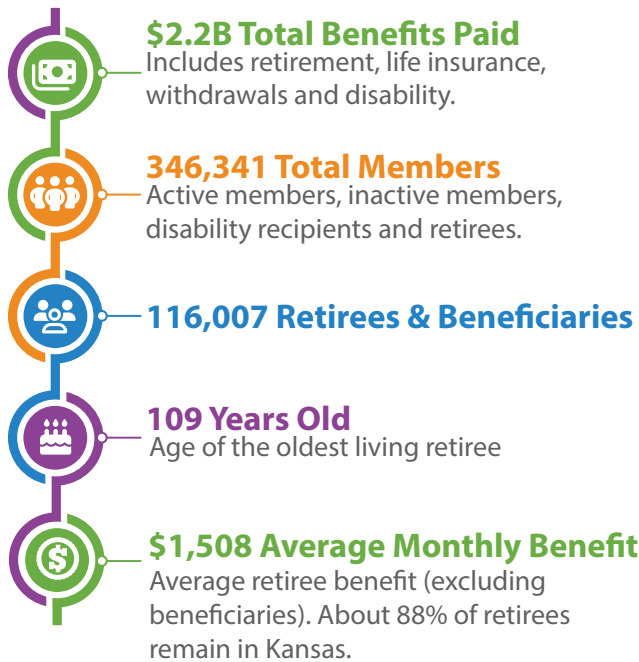 $2.2B Total Benefits Paid
Includes retirement, life insurance,
withdrawals and disability.
346,341 Total Members
Active members, inactive members,
disability recipients and retirees.
116,007 Retirees & Beneficiaries
109 Years Old
Age of the oldest living retiree
$1,508 Average Monthly Benefit
Average retiree benefit (excluding
beneficiaries). About 88% of retirees
remain in Kansas.